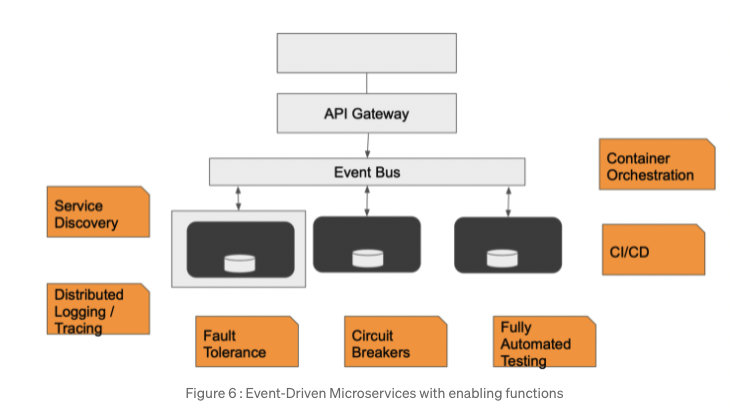 API Gateway
Event Bus
Container
Orchestration
Service
Discovery
CI/CD
Distributed
Logging /
Tracing
Fault
Tolerance
Circuit
Breakers
Fully
Automated
Testing
Figure 6 : Event-Driven Microservices with enabling functions